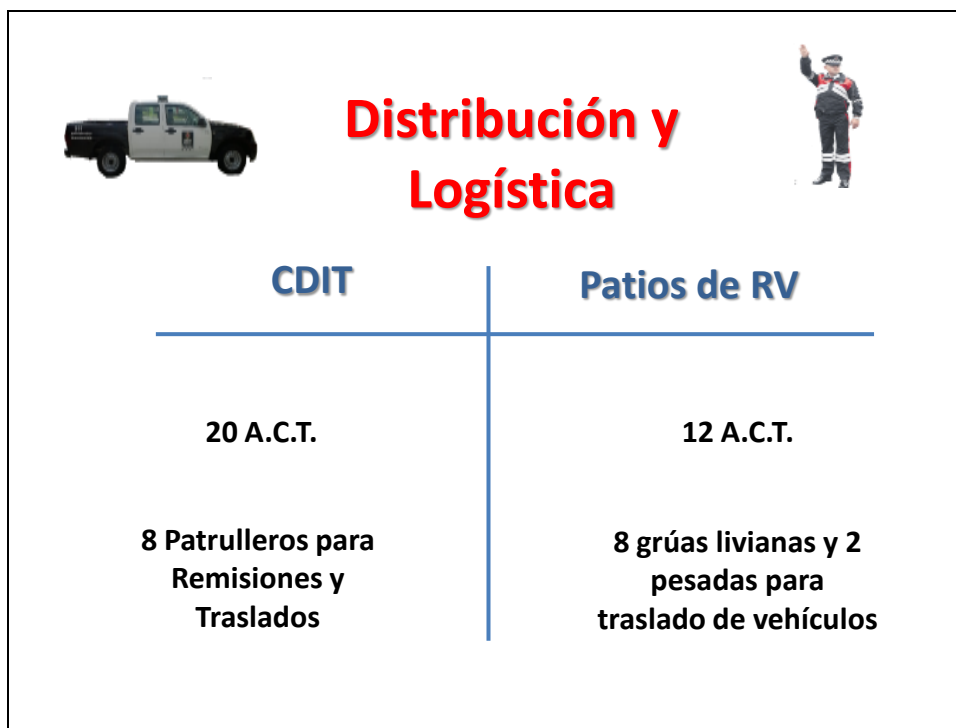 Distribución y
Logística
CDIT
Patios de RV
20 A.C.T.
12 A.C.T.
8 Patrulleros para
Remisiones y
Traslados
8 grúas livianas y 2
pesadas para
traslado de vehículos